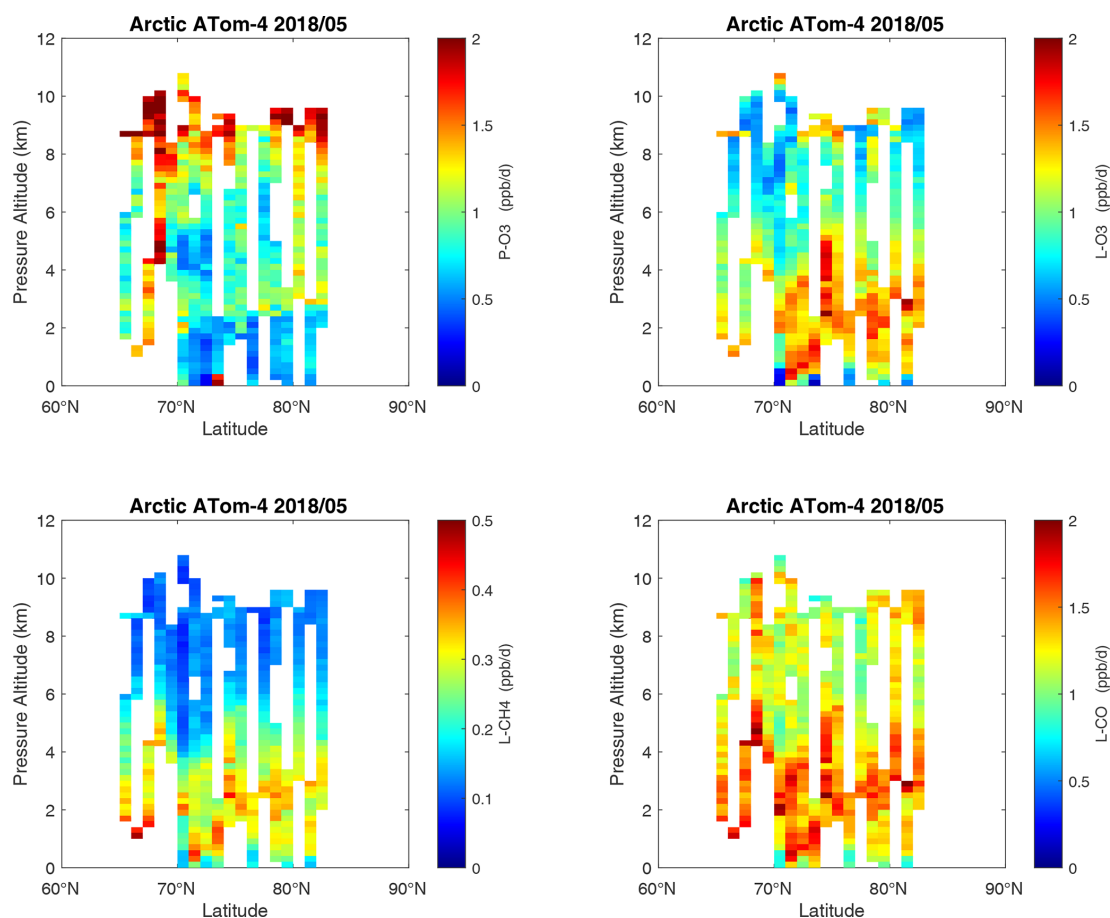 Arctic ATom-4 2018/05
12
10
8
6
4
2
0
Pressure Altitude (km)
60°N
70°N
80°N
90°N
Latitude
2
1.5
1
0.5
0
P-O3 (ppb/d)
Arctic ATom-4 2018/05
12
10
8
6
4
2
0
Pressure Altitude (km)
60°N
70°N
80°N
90°N
Latitude
2
1.5
1
0.5
0
L-O3 (ppb/d)
Arctic ATom-4 2018/05
12
10
8
6
4
2
0
Pressure Altitude (km)
60°N
70°N
80°N
90°N
Latitude
0.5
0.4
0.3
0.2
0.1
0
L-CH4 (ppb/d)
Arctic ATom-4 2018/05
12
10
8
6
4
2
0
Pressure Altitude (km)
60°N
70°N
80°N
90°N
Latitude
2
1.5
1
0.5
0
L-CO (ppb/d)